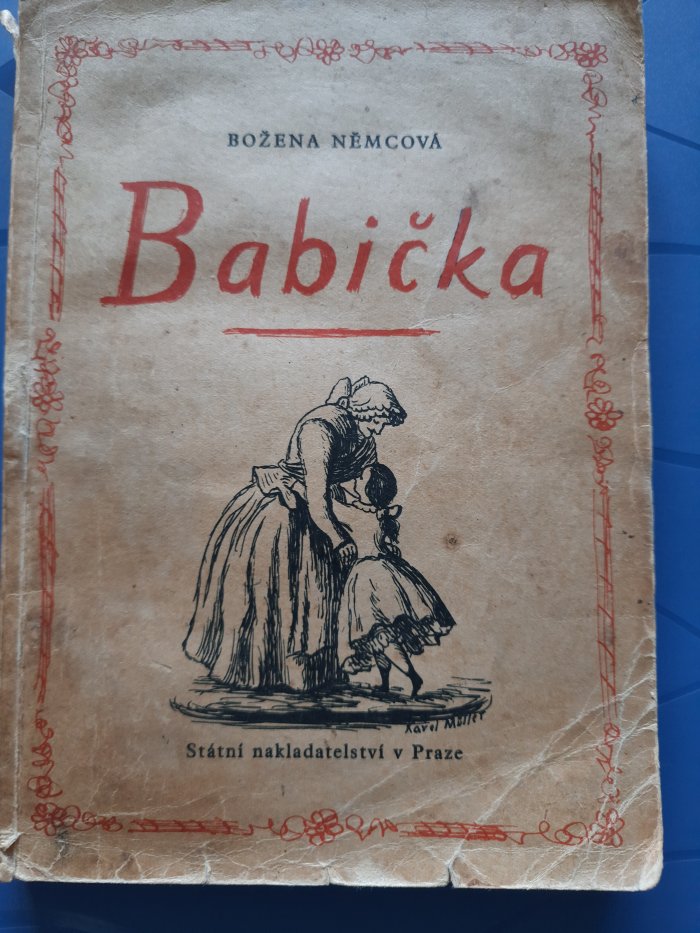 BOŽENA NĚMCOVÁ
Babička
Karel Müller
Státní nakladatelství v Praze